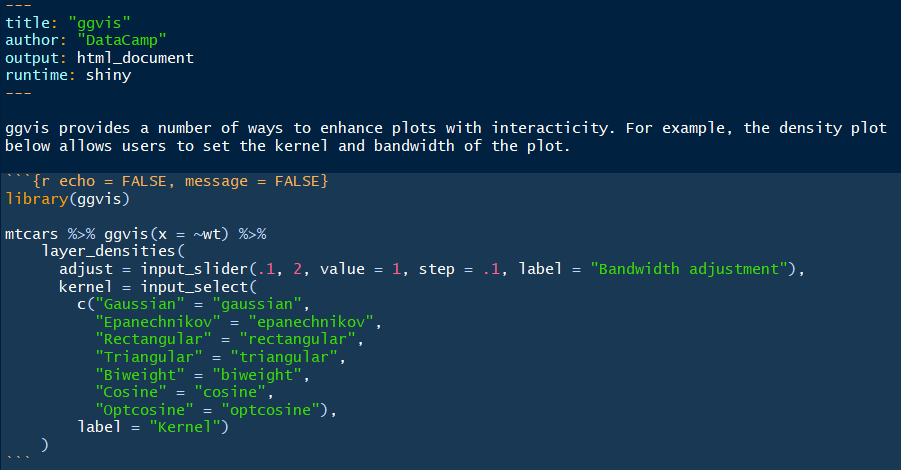 ---
title: "ggvis"
author: "DataCamp"
output: html_document
runtime: shiny
---

ggvis provides a number of ways to enhance plots with interacticity. For example, the density plot
below allows users to set the kernel and bandwidth of the plot.

```{r echo = FALSE, message = FALSE}
library(ggvis)

mtcars %>% ggvis(x = ~wt) %>%
    layer_densities(
      adjust = input_slider(.1, 2, value = 1, step = .1, label = "Bandwidth adjustment"),
      kernel = input_select(
        c("Gaussian" = "gaussian",
          "Epanechnikov" = "epanechnikov",
          "Rectangular" = "rectangular",
          "Triangular" = "triangular",
          "Biweight" = "biweight",
          "Cosine" = "cosine",
          "Optcosine" = "optcosine"),
        label = "Kernel")
    )
```